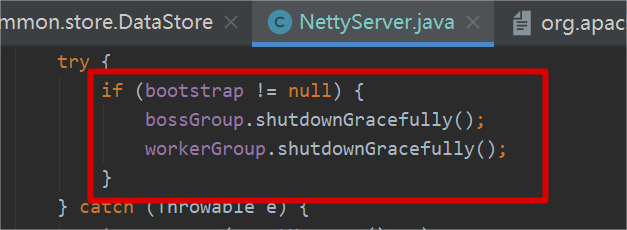 mmon.store.DataStore × NettyServer.java × org.apac
try {
if (bootstrap != null) {
bossGroup.shutdownGracefully();
workerGroup.shutdownGracefully();
}
} catch (Throwable e) {